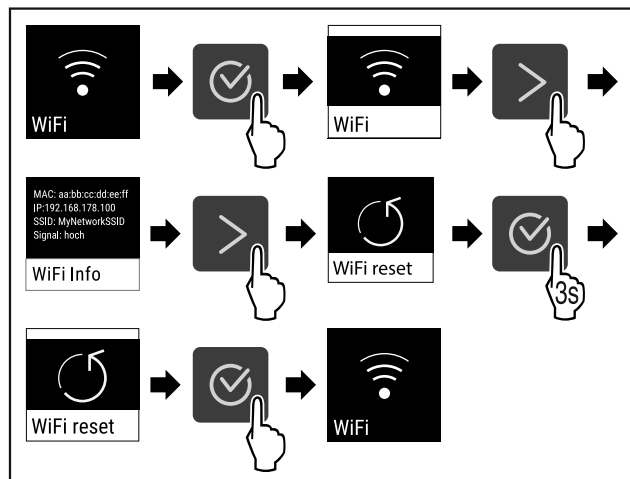 WiFi
WiFi
MAC: aa:bb:cc:dd:ee:ff
IP:192.168.178.100
SSID: MyNetworkSSID
Signal: hoch
WiFi Info
WiFi reset
3s
WiFi reset
WiFi